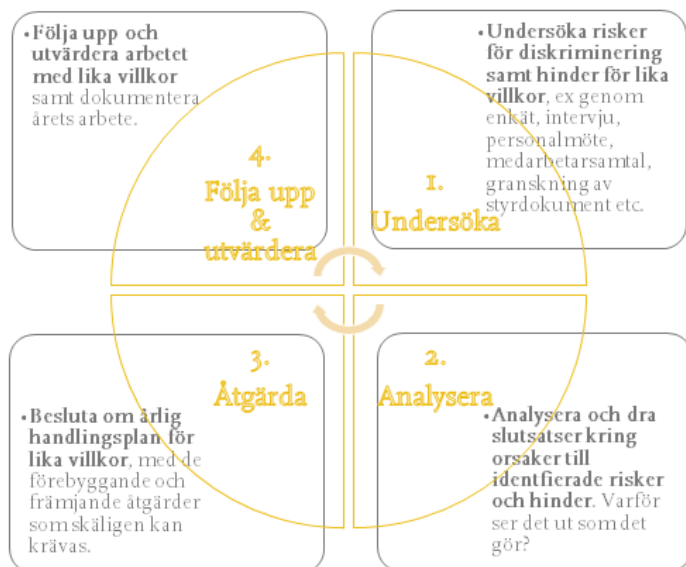 • Följa upp och
utvärdera arbetet
med lika villkor
samt dokumentera
årets arbete.
4.
Följa upp
&
utvärdera
• Undersöka risker
för diskriminering
samt hinder för lika
villkor, ex genom
enkät, intervju,
personalmöte,
medarbetarsamtal,
granskning av
styrdokument etc.
1.
Undersöka
3.
Åtgärda
• Besluta om årlig
handlingsplan för
lika villkor, med de
förebyggande och
främjande åtgärder
som skäligen kan
krävas.
2.
Analysera
• Analysera och dra
slutsatser kring
orsaker till
identfierade risker
och hinder. Varför
ser det ut som det
gör?